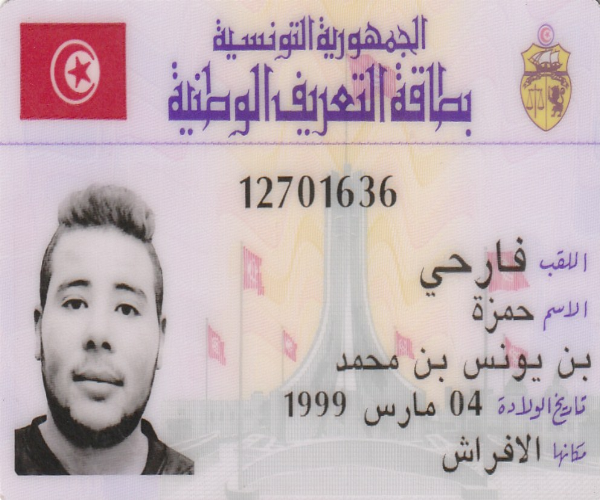 الجمهورية التونسية
بطاقة التعريف الوطنية
12701636
اللقب فارحي
الاسم حمزة
بن يونس بن محمد
تاريخ الولادة 04 مارس 1999
مكانها الافراش